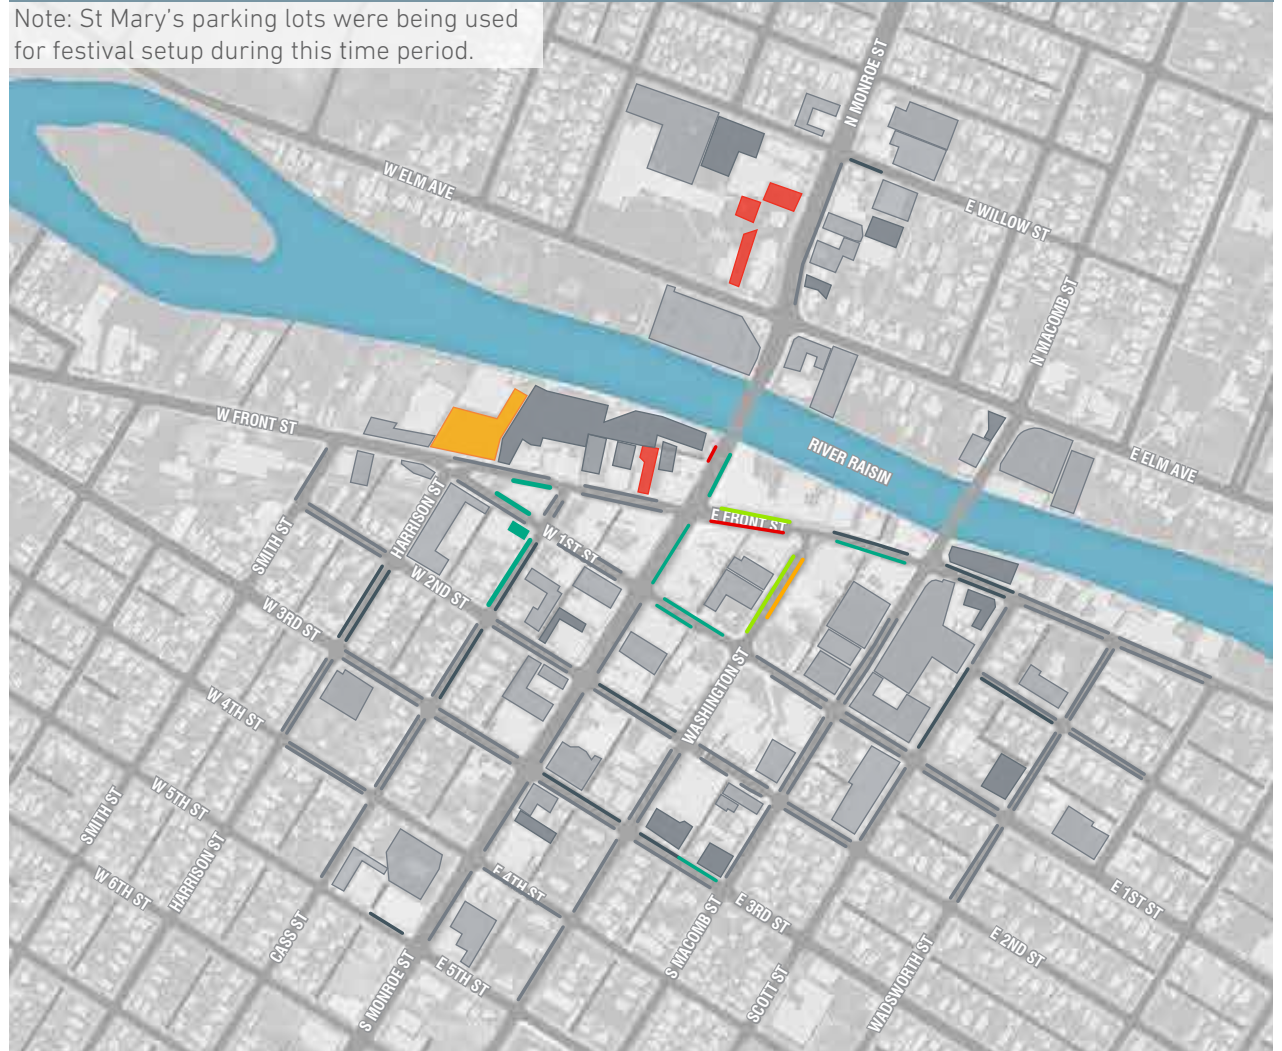 Note: St Mary’s parking lots were being used
for festival setup during this time period.
N MONROE ST
W ELM AVE
E WILLOW ST
N MACOMB ST
W FRONT ST
RIVER RAISIN
E ELM AVE
E FRONT ST
HARRISON ST
SMITH ST
W 1ST ST
W 2ND ST
W 3RD ST
WASHINGTON ST
W 4TH ST
W 5TH ST
SMITH ST
HARRISON ST
W 6TH ST
CASS ST
S MONROE ST
E 4TH ST
E 5TH ST
S MACOMB ST
E 3RD ST
SCOTT ST
WADSWORTH ST
E 2ND ST
E 1ST ST